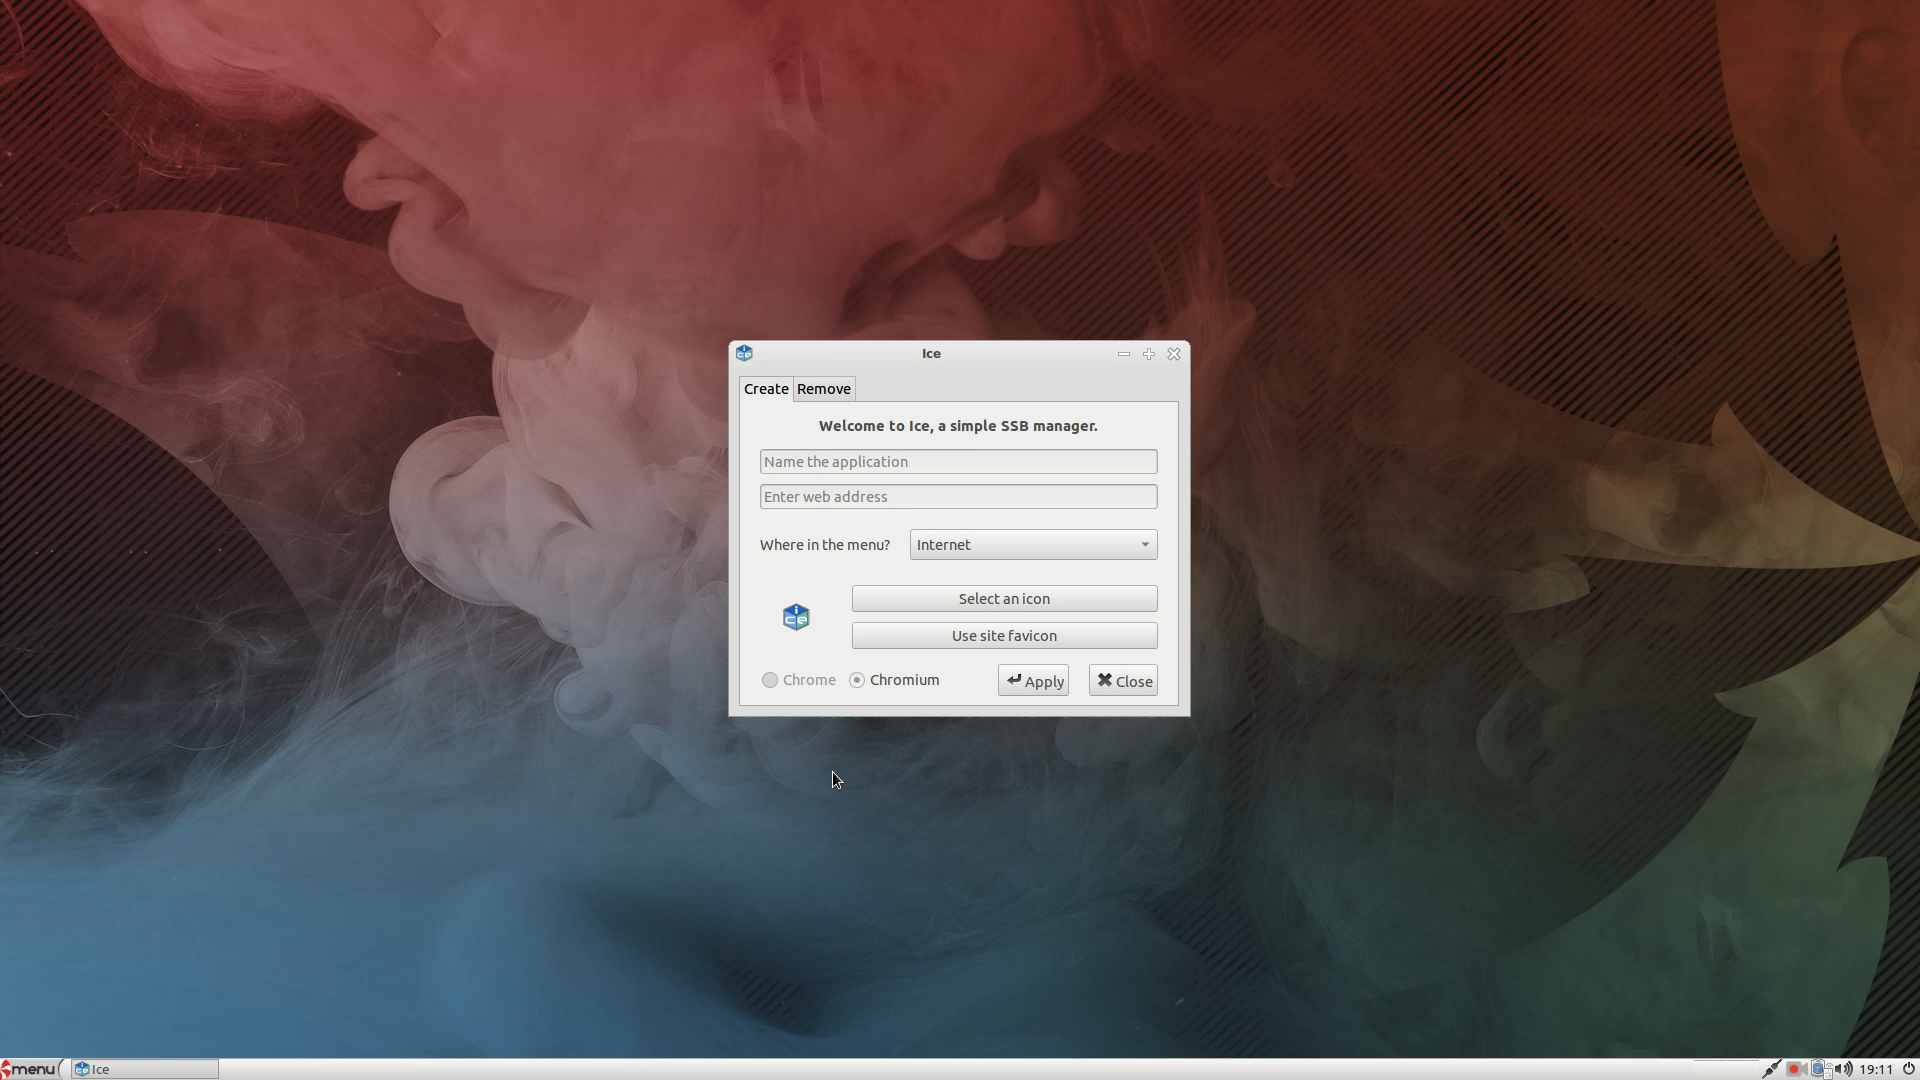 Ice
Create Remove
Welcome to Ice, a simple SSB manager.
Name the application
Enter web address
Where in the menu? Internet
Select an icon
Use site favicon
Chrome Chromium Apply Close
menu Ice 19:11